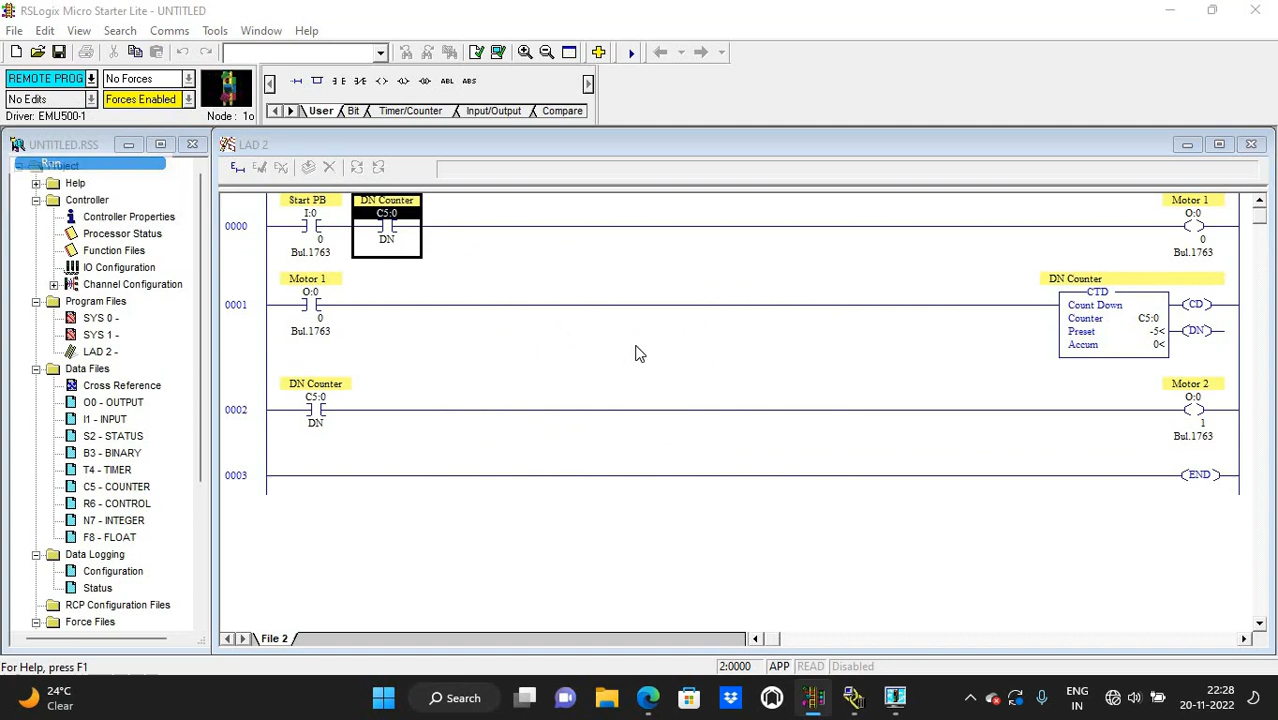 RSLogix Micro Starter Lite - UNTITLED
File Edit View Search Comms Tools Window Help
REMOTE PROG No Forces
No Edits Forces Enabled
Driver: EMU500-1 Node : 1o
User Bit Timer/Counter Input/Output Compare
UNTITLED.RSS
Run
Project
Help
Controller
Controller Properties
Processor Status
Function Files
IO Configuration
Channel Configuration
Program Files
SYS 0 -
SYS 1 -
LAD 2 -
Data Files
Cross Reference
O0 - OUTPUT
I1 - INPUT
S2 - STATUS
B3 - BINARY
T4 - TIMER
C5 - COUNTER
R6 - CONTROL
N7 - INTEGER
F8 - FLOAT
Data Logging
Configuration
Status
RCP Configuration Files
Force Files
LAD 2
Start PB DN Counter Motor 1
I:0 C5:0 O:0
0000
0 DN 0
Bul.1763 Bul.1763
Motor 1 DN Counter
O:0 CTD
0001 Count Down CD
0 Counter C5:0
Bul.1763 Preset -5< DN
Accum 0<
DN Counter Motor 2
C5:0 O:0
0002
DN 1
Bul.1763
0003 END
File 2
For Help, press F1 2:0000 APP READ Disabled
24°C
Clear
Search
ENG
IN
22:28
20-11-2022